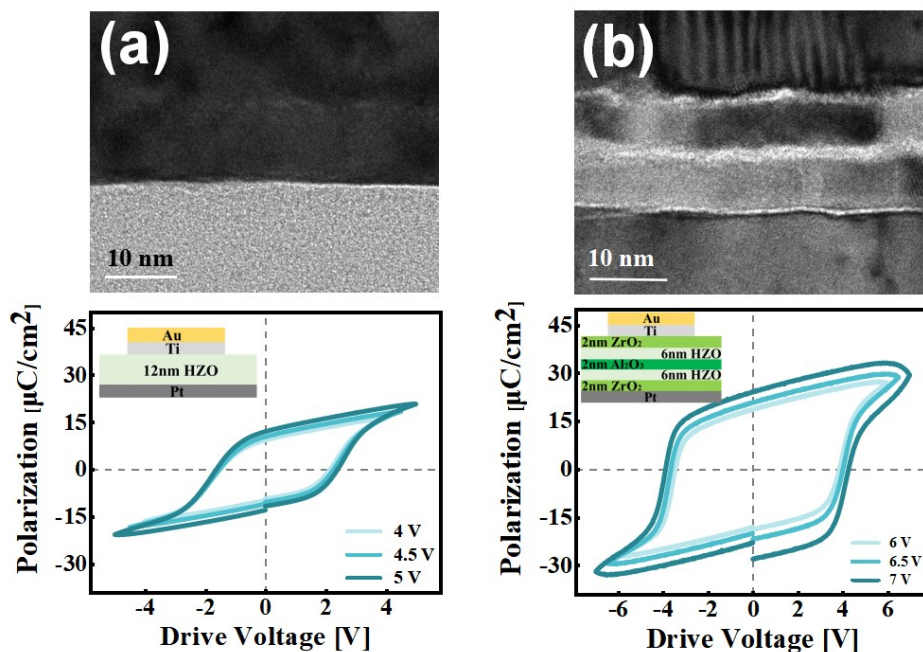 (a)
10 nm
Polarization [μC/cm²]
45
30
15
0
-15
-30
Au
Ti
12nm HZO
Pt
4 V
4.5 V
5 V
-4
-2
0
2
4
Drive Voltage [V]
(b)
10 nm
Polarization [μC/cm²]
45
30
15
0
-15
-30
Au
Ti
2nm ZrO₂
6nm HZO
2nm Al₂O₃
6nm HZO
2nm ZrO₂
Pt
6 V
6.5 V
7 V
-6
-4
-2
0
2
4
6
Drive Voltage [V]